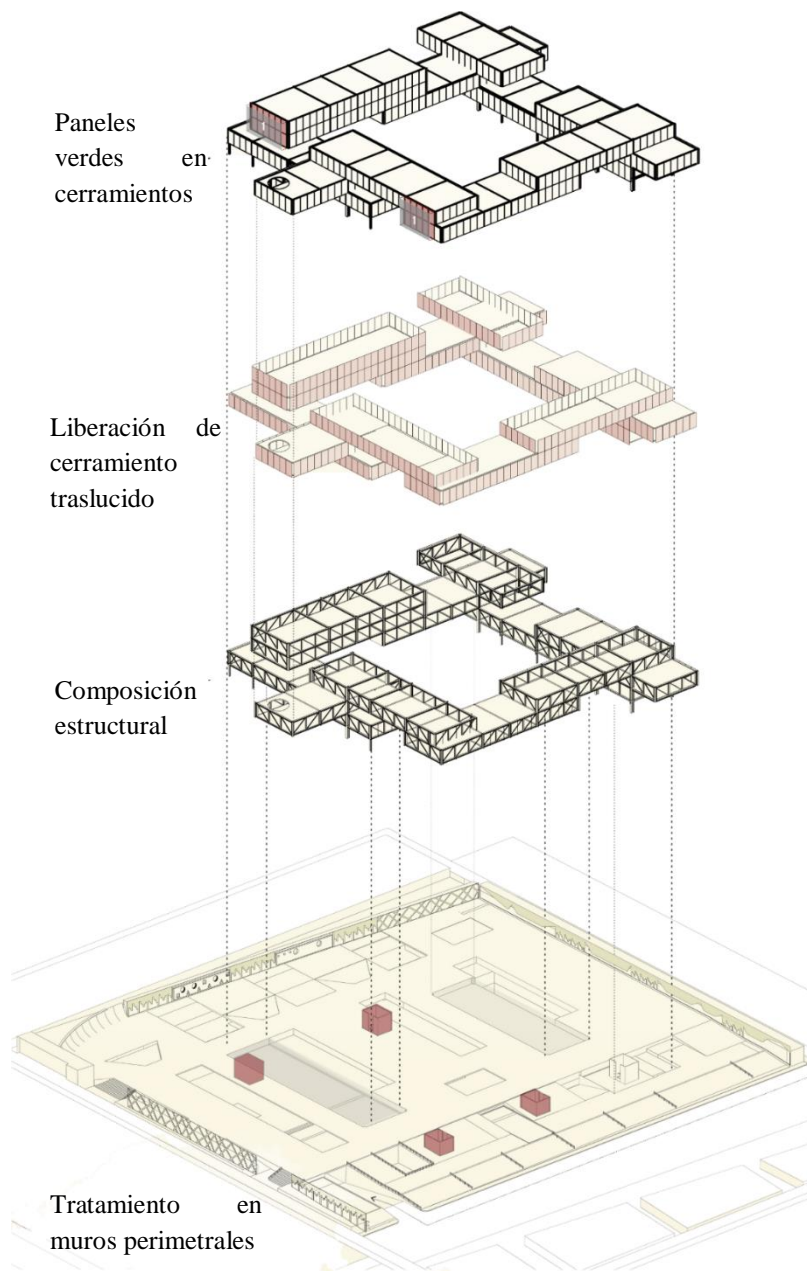 Paneles
verdes en
cerramientos
Liberación de
cerramiento
traslucido
Composición
estructural
Tratamiento en
muros perimetrales